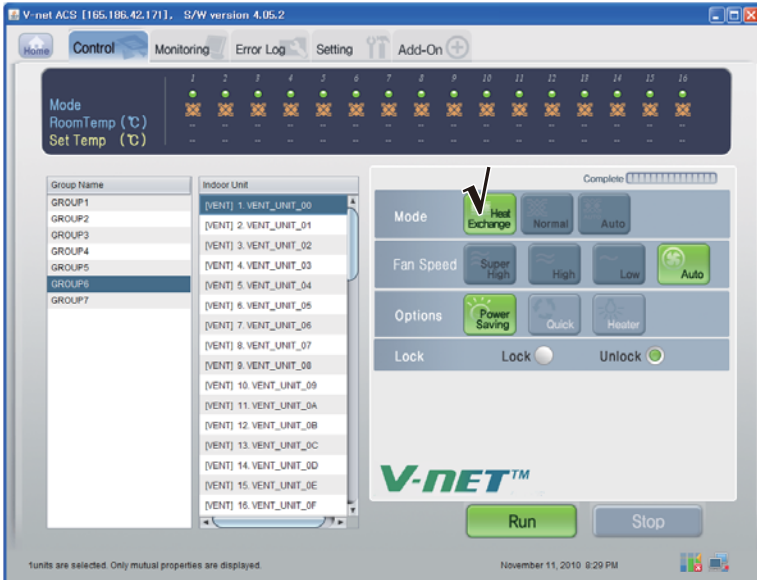 V-net ACS [165.186.42.171], S/W version 4.05.2
Home Control Monitoring Error Log Setting Add-On
1 2 3 4 5 6 7 8 9 10 11 12 13 14 15 16
Mode
RoomTemp (℃) -- -- -- -- -- -- -- -- -- -- -- -- -- -- -- --
Set Temp (℃) -- -- -- -- -- -- -- -- -- -- -- -- -- -- -- --
Group Name
GROUP1
GROUP2
GROUP3
GROUP4
GROUP5
GROUP6
GROUP7
Indoor Unit
[VENT] 1. VENT_UNIT_00
[VENT] 2. VENT_UNIT_01
[VENT] 3. VENT_UNIT_02
[VENT] 4. VENT_UNIT_03
[VENT] 5. VENT_UNIT_04
[VENT] 6. VENT_UNIT_05
[VENT] 7. VENT_UNIT_06
[VENT] 8. VENT_UNIT_07
[VENT] 9. VENT_UNIT_08
[VENT] 10. VENT_UNIT_09
[VENT] 11. VENT_UNIT_0A
[VENT] 12. VENT_UNIT_0B
[VENT] 13. VENT_UNIT_0C
[VENT] 14. VENT_UNIT_0D
[VENT] 15. VENT_UNIT_0E
[VENT] 16. VENT_UNIT_0F
Complete
Mode Heat Exchange Normal Auto
Fan Speed Super High High Low Auto
Options Power Saving Quick Heater
Lock Lock Unlock
V-NET™
Run Stop
1units are selected. Only mutual properties are displayed.
November 11, 2010 8:29 PM